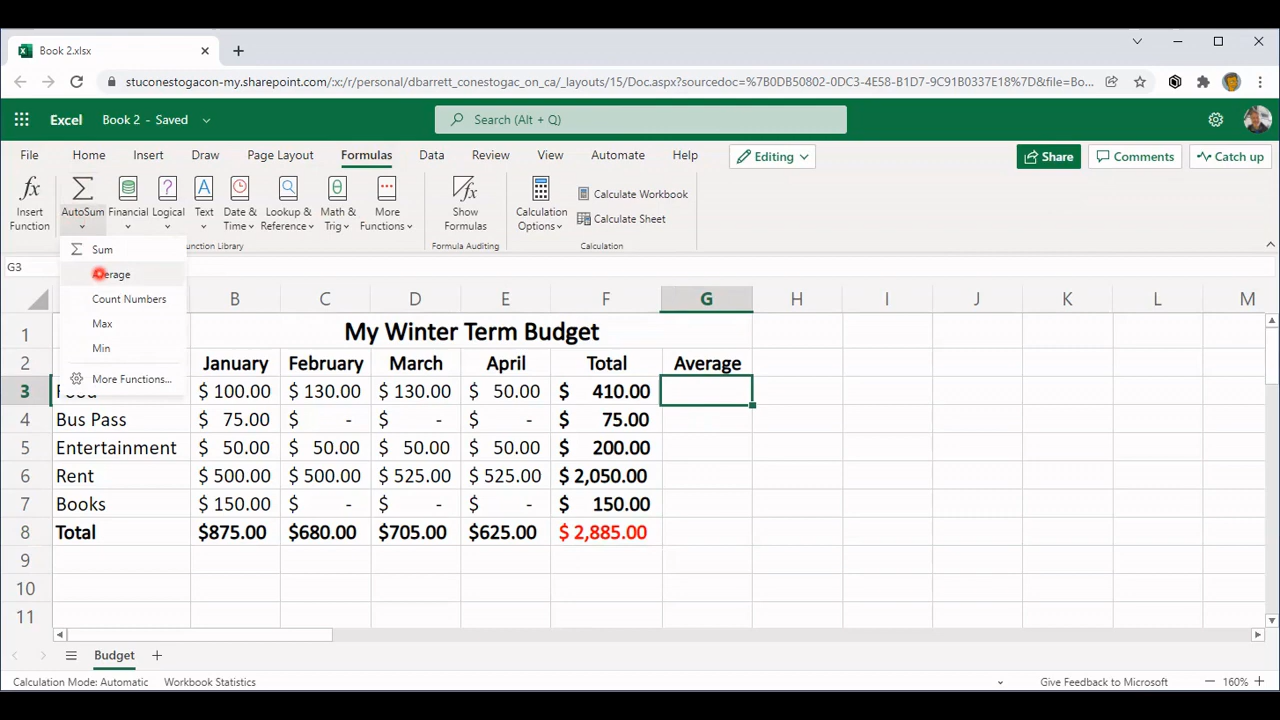 Book 2.xlsx
stuconestogacon-my.sharepoint.com/:x:/r/personal/dbarrett_conestogac_on_ca/_layouts/15/Doc.aspx?sourcedoc=%7B0DB50B02-0DC3-4E58-B1D7-9C91B0337E18%7D&file=Bo...
Excel Book 2 - Saved Search (Alt + Q)
File Home Insert Draw Page Layout Formulas Data Review View Automate Help Editing Share Comments Catch up
Insert Function AutoSum Financial Logical Text Date & Time Lookup & Reference Math & Trig More Functions Show Formulas Calculation Options Calculate Workbook
Calculate Sheet
Function Library Formula Auditing Calculation
Sum
Average
Count Numbers
Max
Min
More Functions...
G3
B C D E F G H I J K L M
1 My Winter Term Budget
2 January February March April Total Average
3 Food $ 100.00 $ 130.00 $ 130.00 $ 50.00 $ 410.00
4 Bus Pass $ 75.00 $ - $ - $ - $ 75.00
5 Entertainment $ 50.00 $ 50.00 $ 50.00 $ 50.00 $ 200.00
6 Rent $ 500.00 $ 500.00 $ 525.00 $ 525.00 $ 2,050.00
7 Books $ 150.00 $ - $ - $ - $ 150.00
8 Total $875.00 $680.00 $705.00 $625.00 $ 2,885.00
9
10
11
Budget
Calculation Mode: Automatic Workbook Statistics Give Feedback to Microsoft 160%